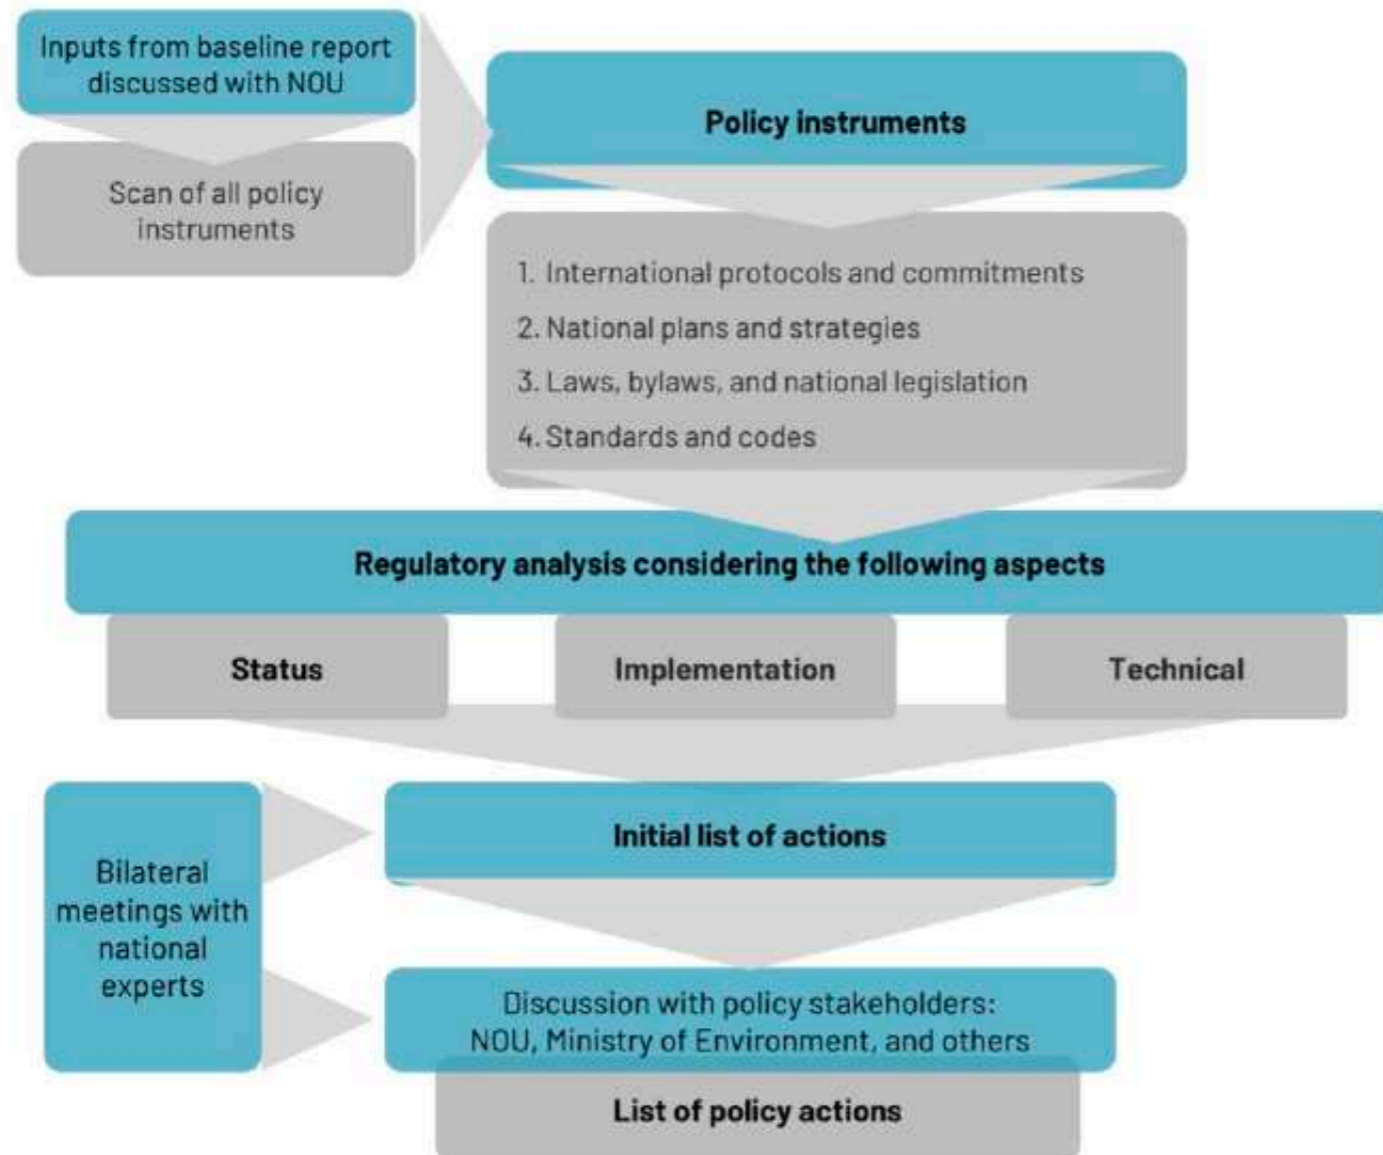 Inputs from baseline report
discussed with NOU
Scan of all policy
instruments
Policy instruments
1. International protocols and commitments
2. National plans and strategies
3. Laws, bylaws, and national legislation
4. Standards and codes
Regulatory analysis considering the following aspects
Status
Implementation
Technical
Bilateral
meetings with
national
experts
Initial list of actions
Discussion with policy stakeholders:
NOU, Ministry of Environment, and others
List of policy actions